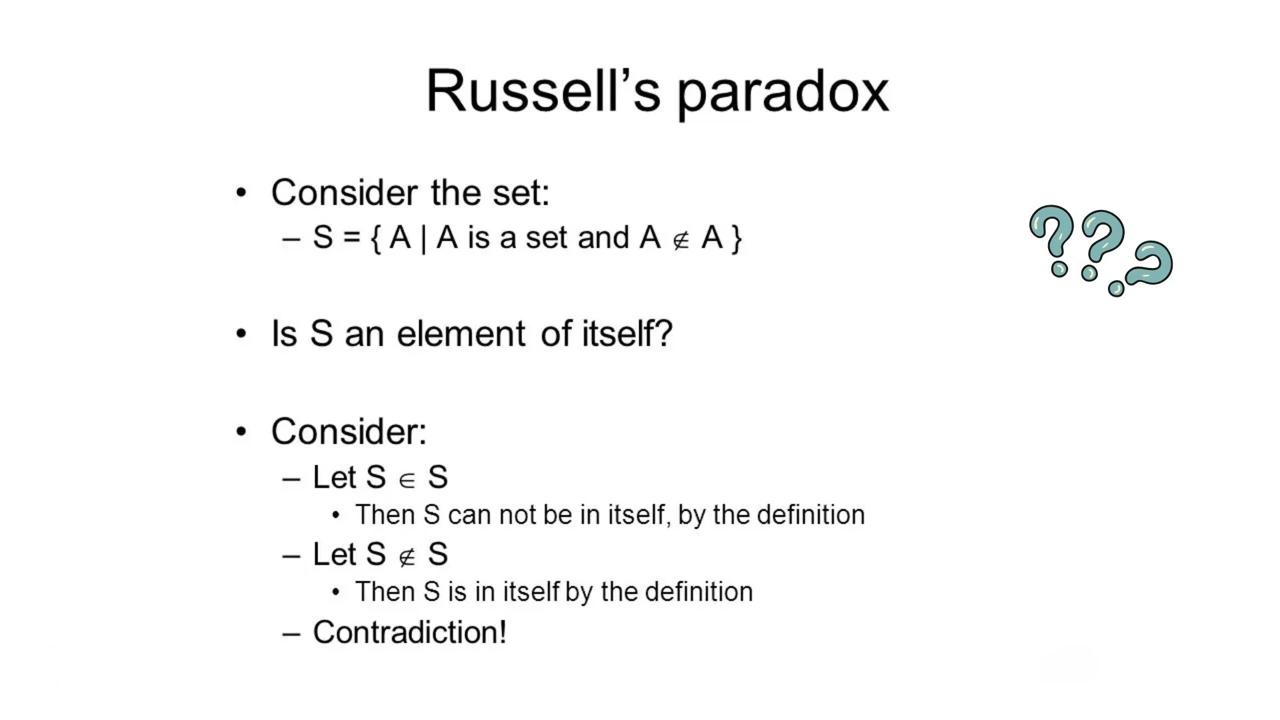 Russell’s paradox
• Consider the set:
– S = { A | A is a set and A ∉ A }
• Is S an element of itself?
• Consider:
– Let S ∈ S
• Then S can not be in itself, by the definition
– Let S ∉ S
• Then S is in itself by the definition
– Contradiction!
???